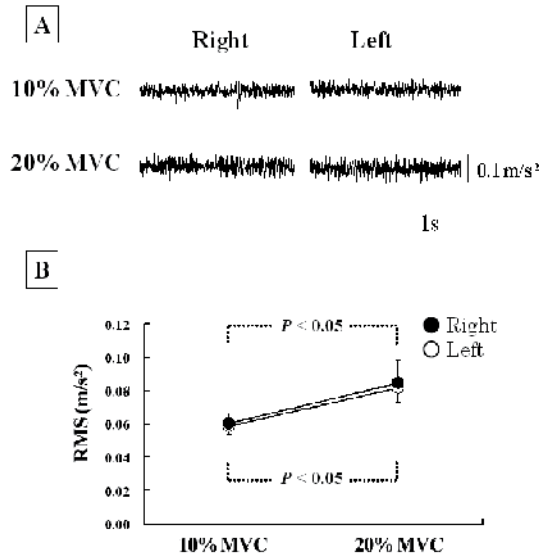 A
Right Left
10% MVC
20% MVC
0.1m/s²
1s
B
0.12
0.10
0.08
0.06
0.04
0.02
0.00
RMS (m/s²)
P < 0.05
P < 0.05
Right
Left
10% MVC 20% MVC